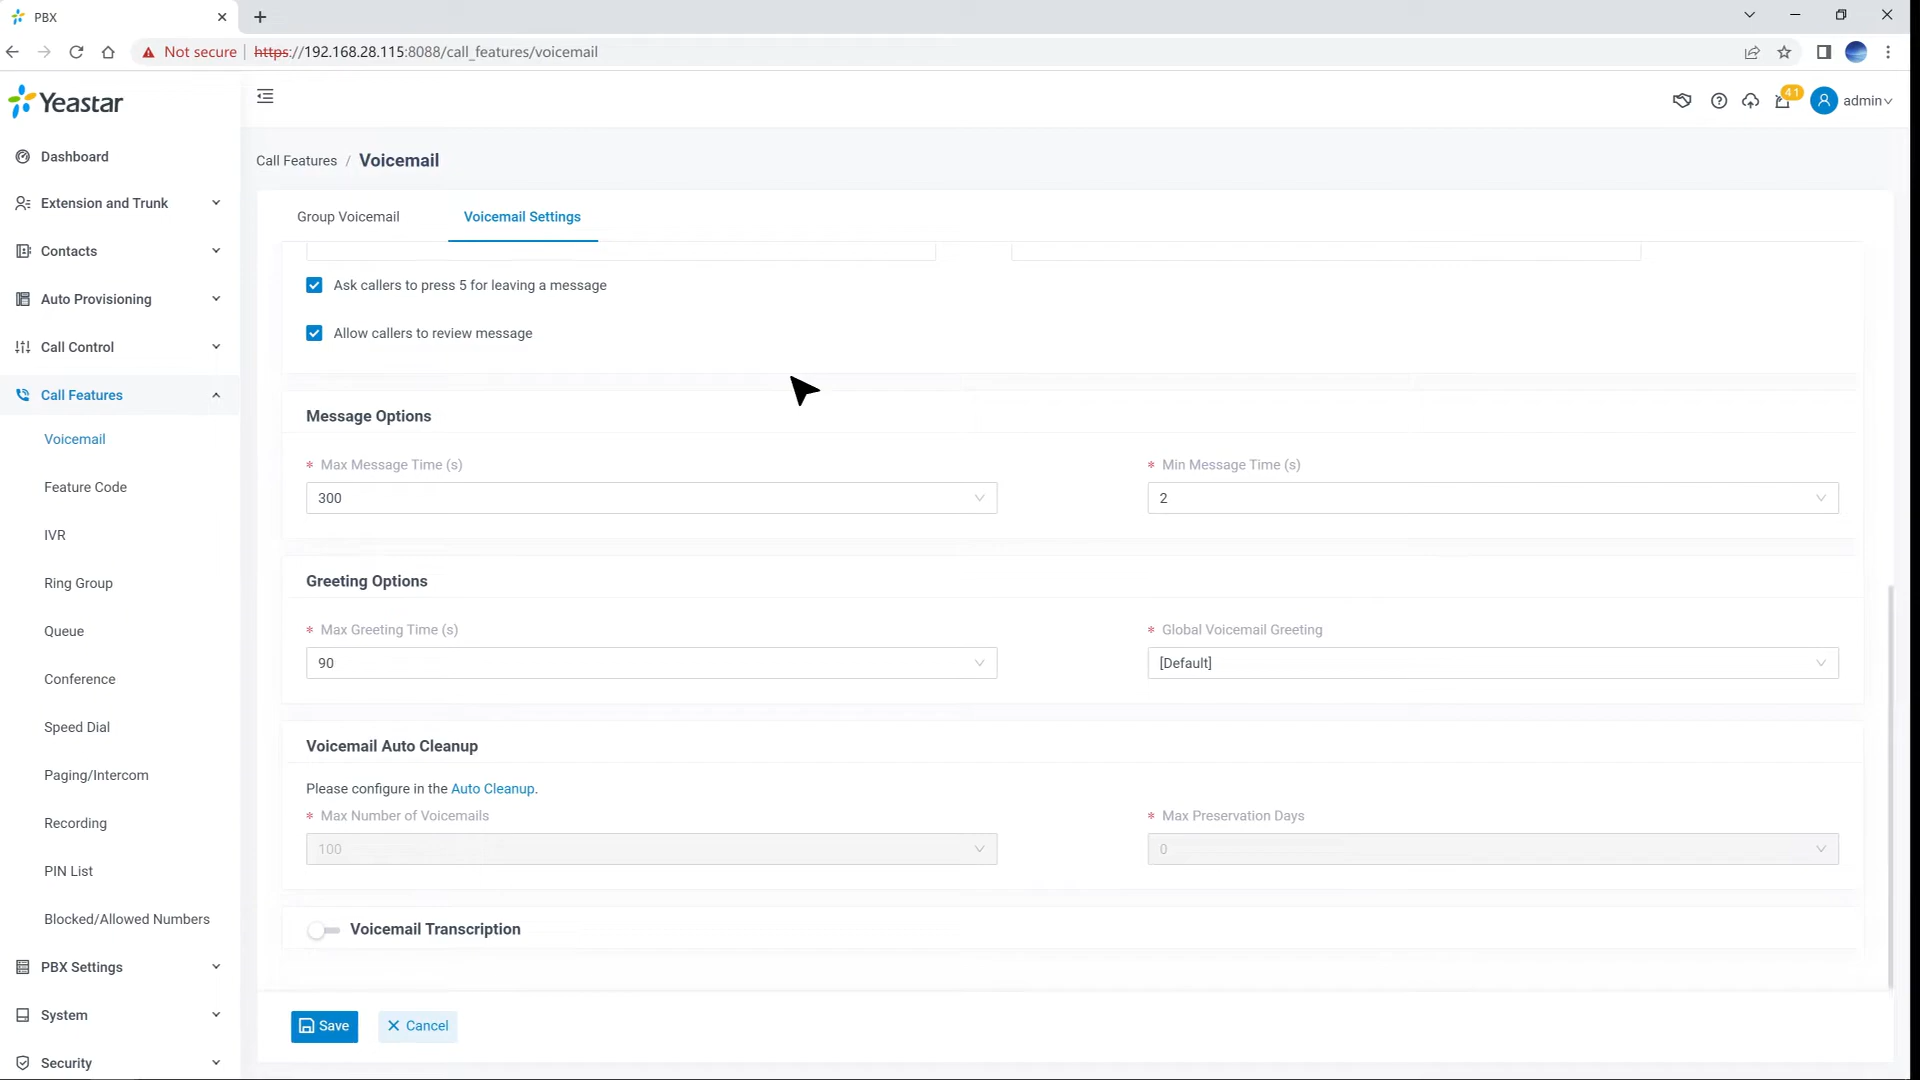 PBX
Not secure
https://192.168.28.115:8088/call_features/voicemail
Yeastar
41
admin
Dashboard
Extension and Trunk
Contacts
Auto Provisioning
Call Control
Call Features
Voicemail
Feature Code
IVR
Ring Group
Queue
Conference
Speed Dial
Paging/Intercom
Recording
PIN List
Blocked/Allowed Numbers
PBX Settings
System
Security
Call Features / Voicemail
Group Voicemail
Voicemail Settings
Ask callers to press 5 for leaving a message
Allow callers to review message
Message Options
* Max Message Time (s)
300
* Min Message Time (s)
2
Greeting Options
* Max Greeting Time (s)
90
* Global Voicemail Greeting
[Default]
Voicemail Auto Cleanup
Please configure in the Auto Cleanup.
* Max Number of Voicemails
100
* Max Preservation Days
0
Voicemail Transcription
Save
Cancel